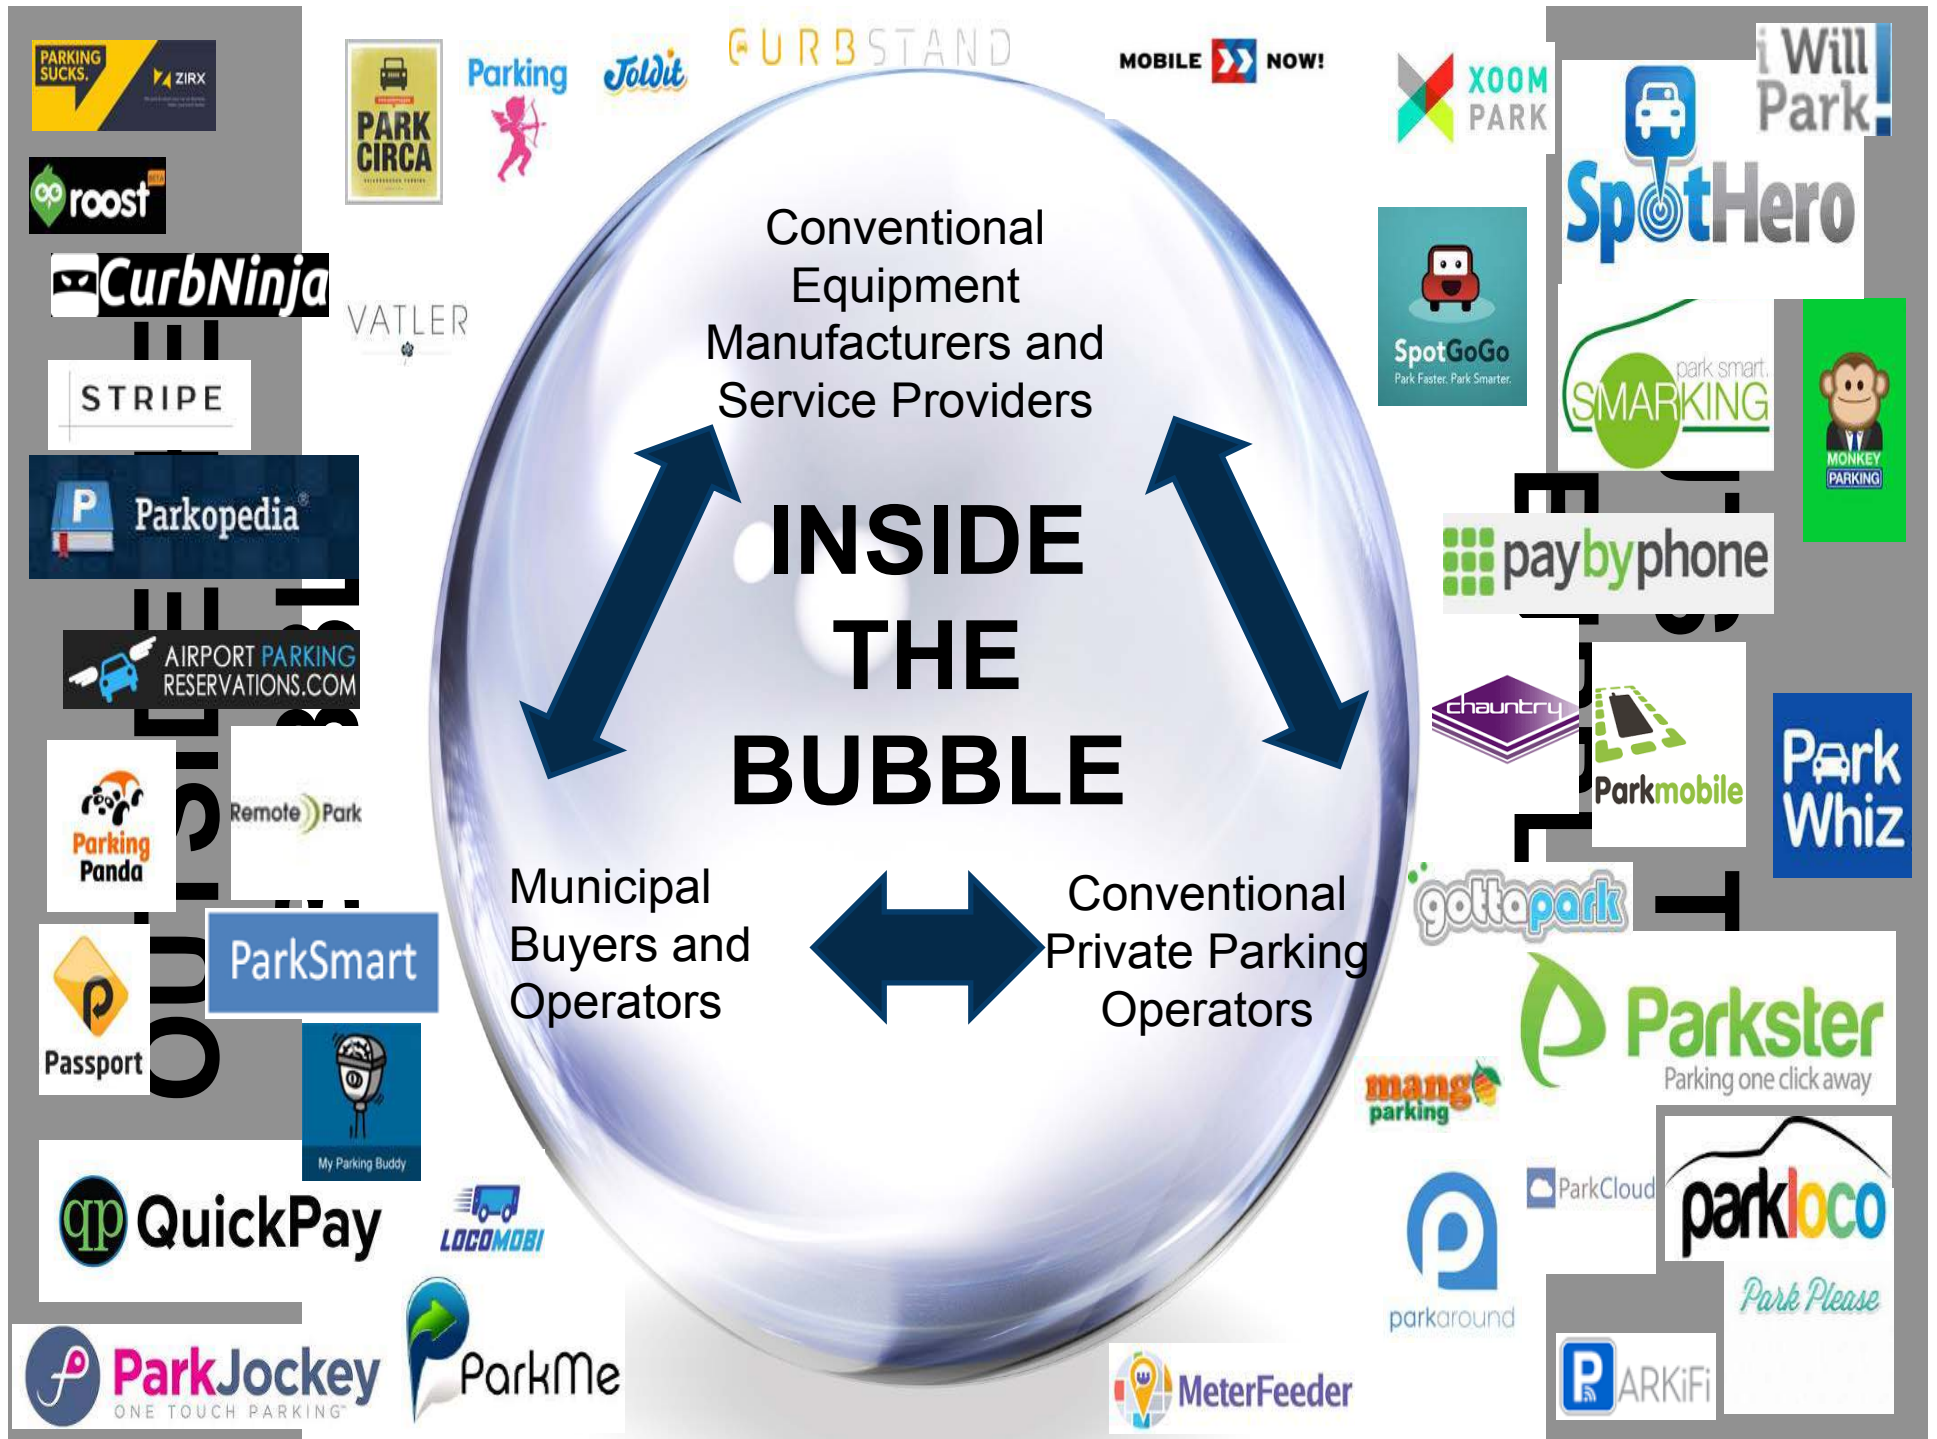 PARKING
SUCKS.
ZIRX
roost
BETA
CurbNinja
STRIPE
Parkopedia®
AIRPORT PARKING
RESERVATIONS.COM
Parking
Panda
Remote Park
Passport
ParkSmart
My Parking Buddy
qp QuickPay
LOCOMOBI
ParkJockey
ONE TOUCH PARKING
ParkMe
PARK
CIRCA
Parking
Joldit
CURBSTAND
VATLER
MOBILE NOW!
XOOM
PARK
i Will
Park!
SpotHero
SpotGoGo
Park Faster. Park Smarter.
park smart.
SMARKING
MONKEY
PARKING
paybyphone
chauntry
Parkmobile
Park
Whiz
gottapark
Parkster
Parking one click away
mango
parking
ParkCloud
parkloco
parkaround
Park Please
PARKiFi
MeterFeeder
Conventional
Equipment
Manufacturers and
Service Providers
INSIDE
THE
BUBBLE
Municipal
Buyers and
Operators
Conventional
Private Parking
Operators
OUTSIDE